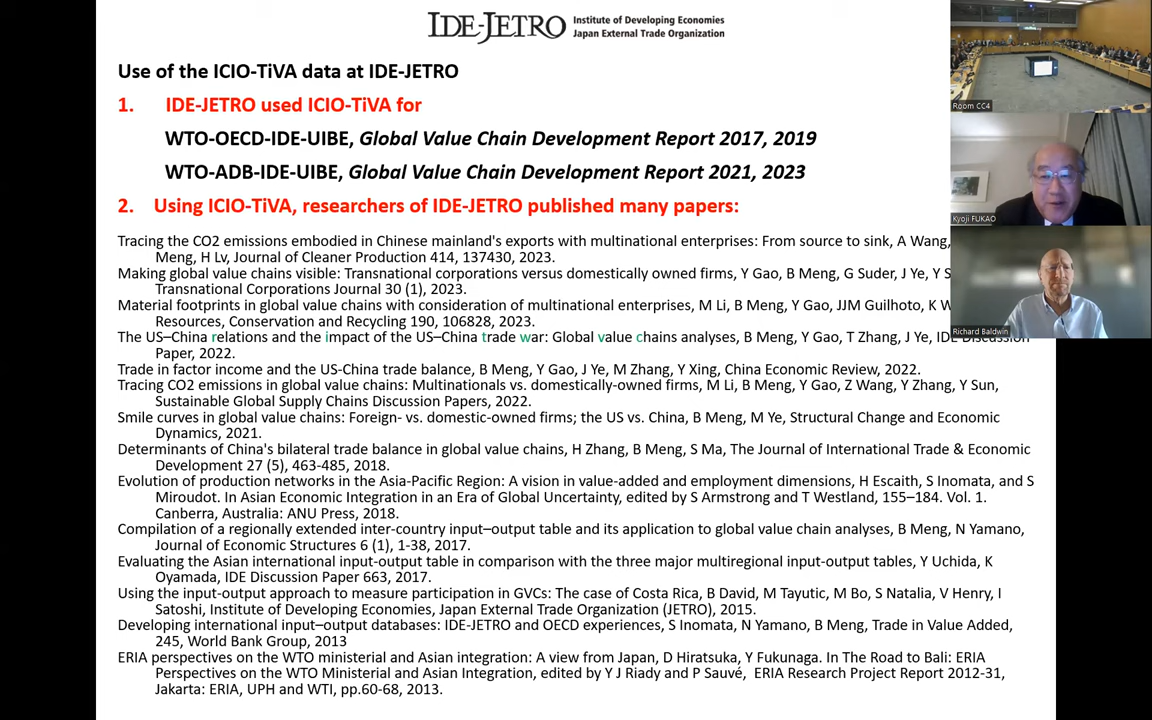 IDE-JETRO
Institute of Developing Economies
Japan External Trade Organization
Use of the ICIO-TiVA data at IDE-JETRO
1. IDE-JETRO used ICIO-TiVA for
WTO-OECD-IDE-UIBE, Global Value Chain Development Report 2017, 2019
WTO-ADB-IDE-UIBE, Global Value Chain Development Report 2021, 2023
2. Using ICIO-TiVA, researchers of IDE-JETRO published many papers:
Tracing the CO2 emissions embodied in Chinese mainland's exports with multinational enterprises: From source to sink, A Wang,
Meng, H Lv, Journal of Cleaner Production 414, 137430, 2023.
Making global value chains visible: Transnational corporations versus domestically owned firms, Y Gao, B Meng, G Suder, J Ye, Y S
Transnational Corporations Journal 30 (1), 2023.
Material footprints in global value chains with consideration of multinational enterprises, M Li, B Meng, Y Gao, JJM Guilhoto, K W
Resources, Conservation and Recycling 190, 106828, 2023.
The US–China relations and the impact of the US–China trade war: Global value chains analyses, B Meng, Y Gao, T Zhang, J Ye, IDE Discussion
Paper, 2022.
Trade in factor income and the US-China trade balance, B Meng, Y Gao, J Ye, M Zhang, Y Xing, China Economic Review, 2022.
Tracing CO2 emissions in global value chains: Multinationals vs. domestically-owned firms, M Li, B Meng, Y Gao, Z Wang, Y Zhang, Y Sun,
Sustainable Global Supply Chains Discussion Papers, 2022.
Smile curves in global value chains: Foreign- vs. domestic-owned firms; the US vs. China, B Meng, M Ye, Structural Change and Economic
Dynamics, 2021.
Determinants of China's bilateral trade balance in global value chains, H Zhang, B Meng, S Ma, The Journal of International Trade & Economic
Development 27 (5), 463-485, 2018.
Evolution of production networks in the Asia-Pacific Region: A vision in value-added and employment dimensions, H Escaith, S Inomata, and S
Miroudot. In Asian Economic Integration in an Era of Global Uncertainty, edited by S Armstrong and T Westland, 155–184. Vol. 1.
Canberra, Australia: ANU Press, 2018.
Compilation of a regionally extended inter-country input–output table and its application to global value chain analyses, B Meng, N Yamano,
Journal of Economic Structures 6 (1), 1-38, 2017.
Evaluating the Asian international input-output table in comparison with the three major multiregional input-output tables, Y Uchida, K
Oyamada, IDE Discussion Paper 663, 2017.
Using the input-output approach to measure participation in GVCs: The case of Costa Rica, B David, M Tayutic, M Bo, S Natalia, V Henry, I
Satoshi, Institute of Developing Economies, Japan External Trade Organization (JETRO), 2015.
Developing international input–output databases: IDE-JETRO and OECD experiences, S Inomata, N Yamano, B Meng, Trade in Value Added,
245, World Bank Group, 2013
ERIA perspectives on the WTO ministerial and Asian integration: A view from Japan, D Hiratsuka, Y Fukunaga. In The Road to Bali: ERIA
Perspectives on the WTO Ministerial and Asian Integration, edited by Y J Riady and P Sauvé, ERIA Research Project Report 2012-31,
Jakarta: ERIA, UPH and WTI, pp.60-68, 2013.
Room CC4
Kyoji FUKAO
Richard Baldwin